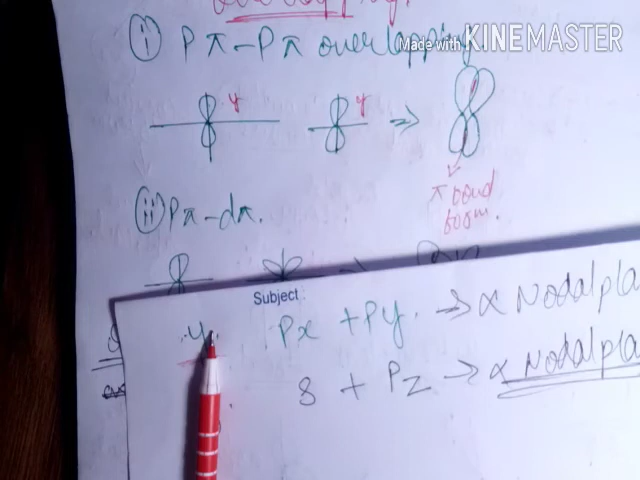 overlapping.
(i) Pπ-Pπ overlapping.
Made with KINEMASTER
y y ⇒
π bond
form.
(ii) Pπ-dπ.
Subject :
y. Px + Py. → α Nodal pla
s + Pz → α Nodal pla